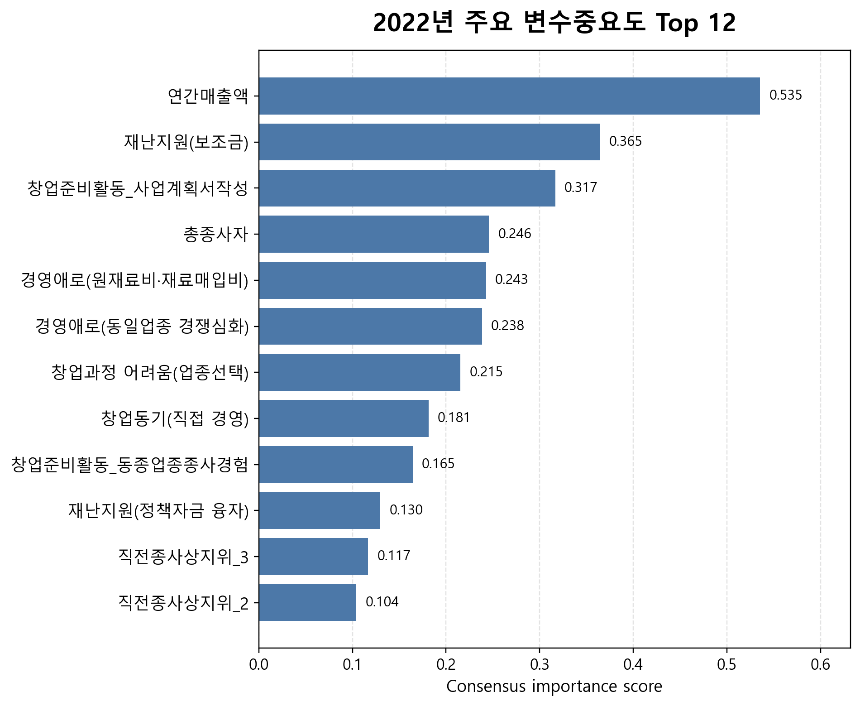 2022년 주요 변수중요도 Top 12
연간매출액 0.535
재난지원(보조금) 0.365
창업준비활동_사업계획서작성 0.317
총종사자 0.246
경영애로(원재료비·재료매입비) 0.243
경영애로(동일업종 경쟁심화) 0.238
창업과정 어려움(업종선택) 0.215
창업동기(직접 경영) 0.181
창업준비활동_동종업종종사경험 0.165
재난지원(정책자금 융자) 0.130
직전종사상지위_3 0.117
직전종사상지위_2 0.104
0.0 0.1 0.2 0.3 0.4 0.5 0.6
Consensus importance score